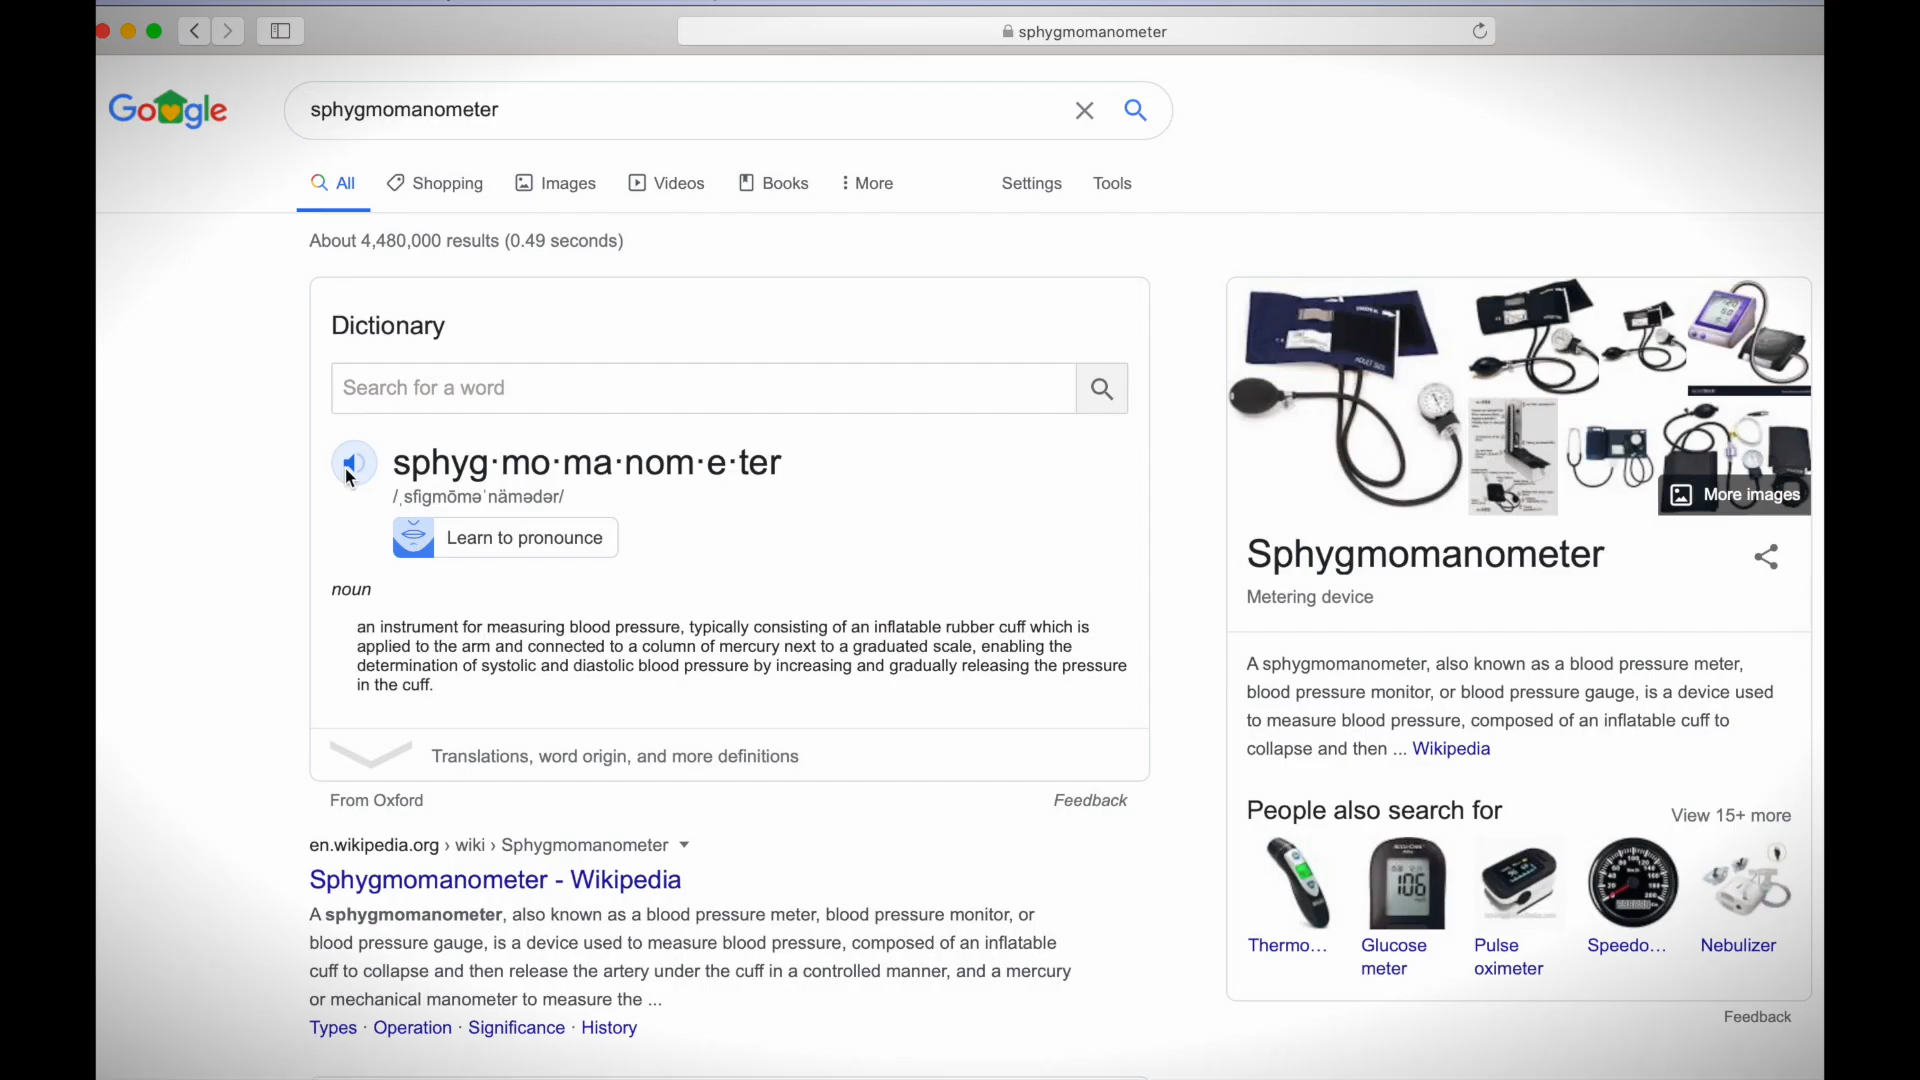 sphygmomanometer
Google
sphygmomanometer
All
Shopping
Images
Videos
Books
More
Settings
Tools
About 4,480,000 results (0.49 seconds)
Dictionary
Search for a word
sphyg·mo·ma·nom·e·ter
/ˌsfiɡmōməˈnämədər/
Learn to pronounce
noun
an instrument for measuring blood pressure, typically consisting of an inflatable rubber cuff which is
applied to the arm and connected to a column of mercury next to a graduated scale, enabling the
determination of systolic and diastolic blood pressure by increasing and gradually releasing the pressure
in the cuff.
Translations, word origin, and more definitions
From Oxford
Feedback
en.wikipedia.org › wiki › Sphygmomanometer
Sphygmomanometer - Wikipedia
A sphygmomanometer, also known as a blood pressure meter, blood pressure monitor, or
blood pressure gauge, is a device used to measure blood pressure, composed of an inflatable
cuff to collapse and then release the artery under the cuff in a controlled manner, and a mercury
or mechanical manometer to measure the ...
Types · Operation · Significance · History
ADULT SIZE
More images
Sphygmomanometer
Metering device
A sphygmomanometer, also known as a blood pressure meter,
blood pressure monitor, or blood pressure gauge, is a device used
to measure blood pressure, composed of an inflatable cuff to
collapse and then ... Wikipedia
People also search for
View 15+ more
ACCU-CHEK
106
Thermo...
Glucose
meter
Pulse
oximeter
Speedo...
Nebulizer
Feedback